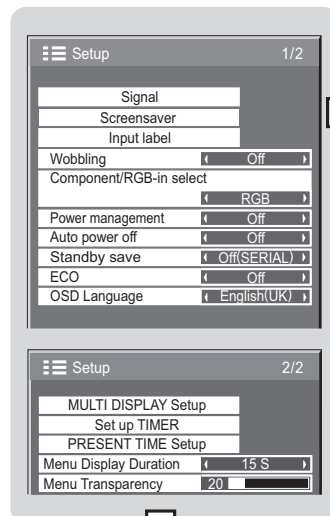 Setup 1/2
Signal
Screensaver
Input label
Wobbling Off
Component/RGB-in select
RGB
Power management Off
Auto power off Off
Standby save Off(SERIAL)
ECO Off
OSD Language English(UK)
Setup 2/2
MULTI DISPLAY Setup
Set up TIMER
PRESENT TIME Setup
Menu Display Duration 15 S
Menu Transparency 20